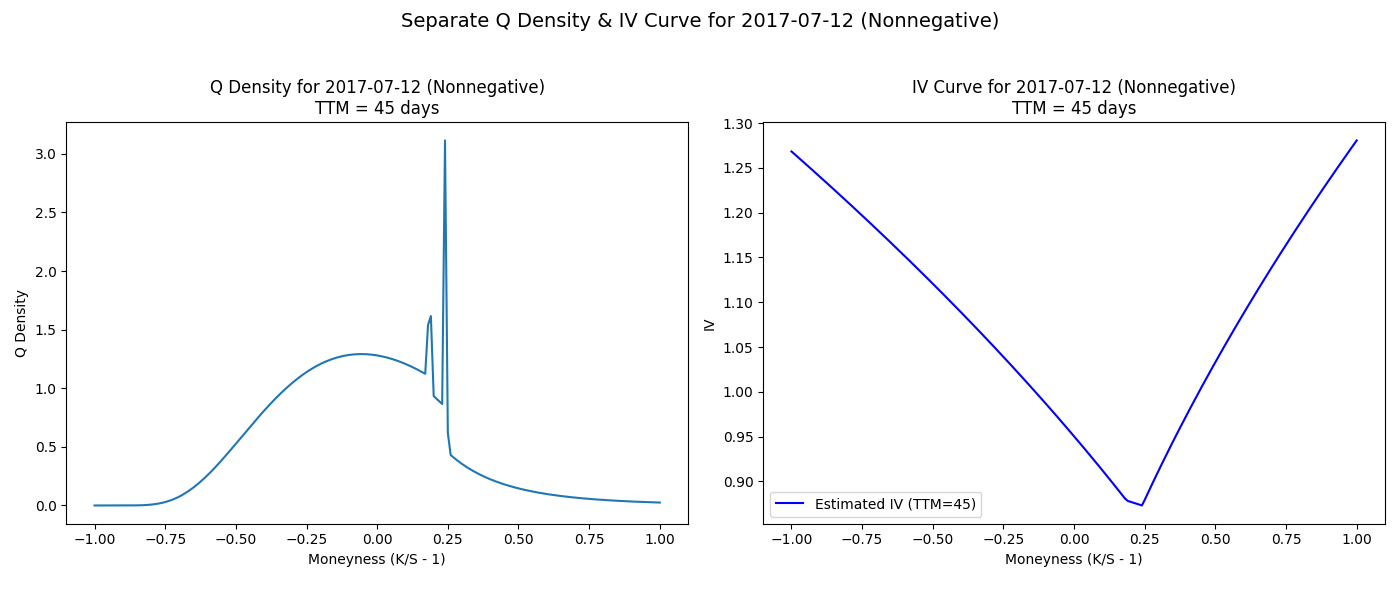 Separate Q Density & IV Curve for 2017-07-12 (Nonnegative)
Q Density for 2017-07-12 (Nonnegative)
TTM = 45 days
Q Density
3.0
2.5
2.0
1.5
1.0
0.5
0.0
−1.00 −0.75 −0.50 −0.25 0.00 0.25 0.50 0.75 1.00
Moneyness (K/S - 1)
IV Curve for 2017-07-12 (Nonnegative)
TTM = 45 days
IV
1.30
1.25
1.20
1.15
1.10
1.05
1.00
0.95
0.90
Estimated IV (TTM=45)
−1.00 −0.75 −0.50 −0.25 0.00 0.25 0.50 0.75 1.00
Moneyness (K/S - 1)